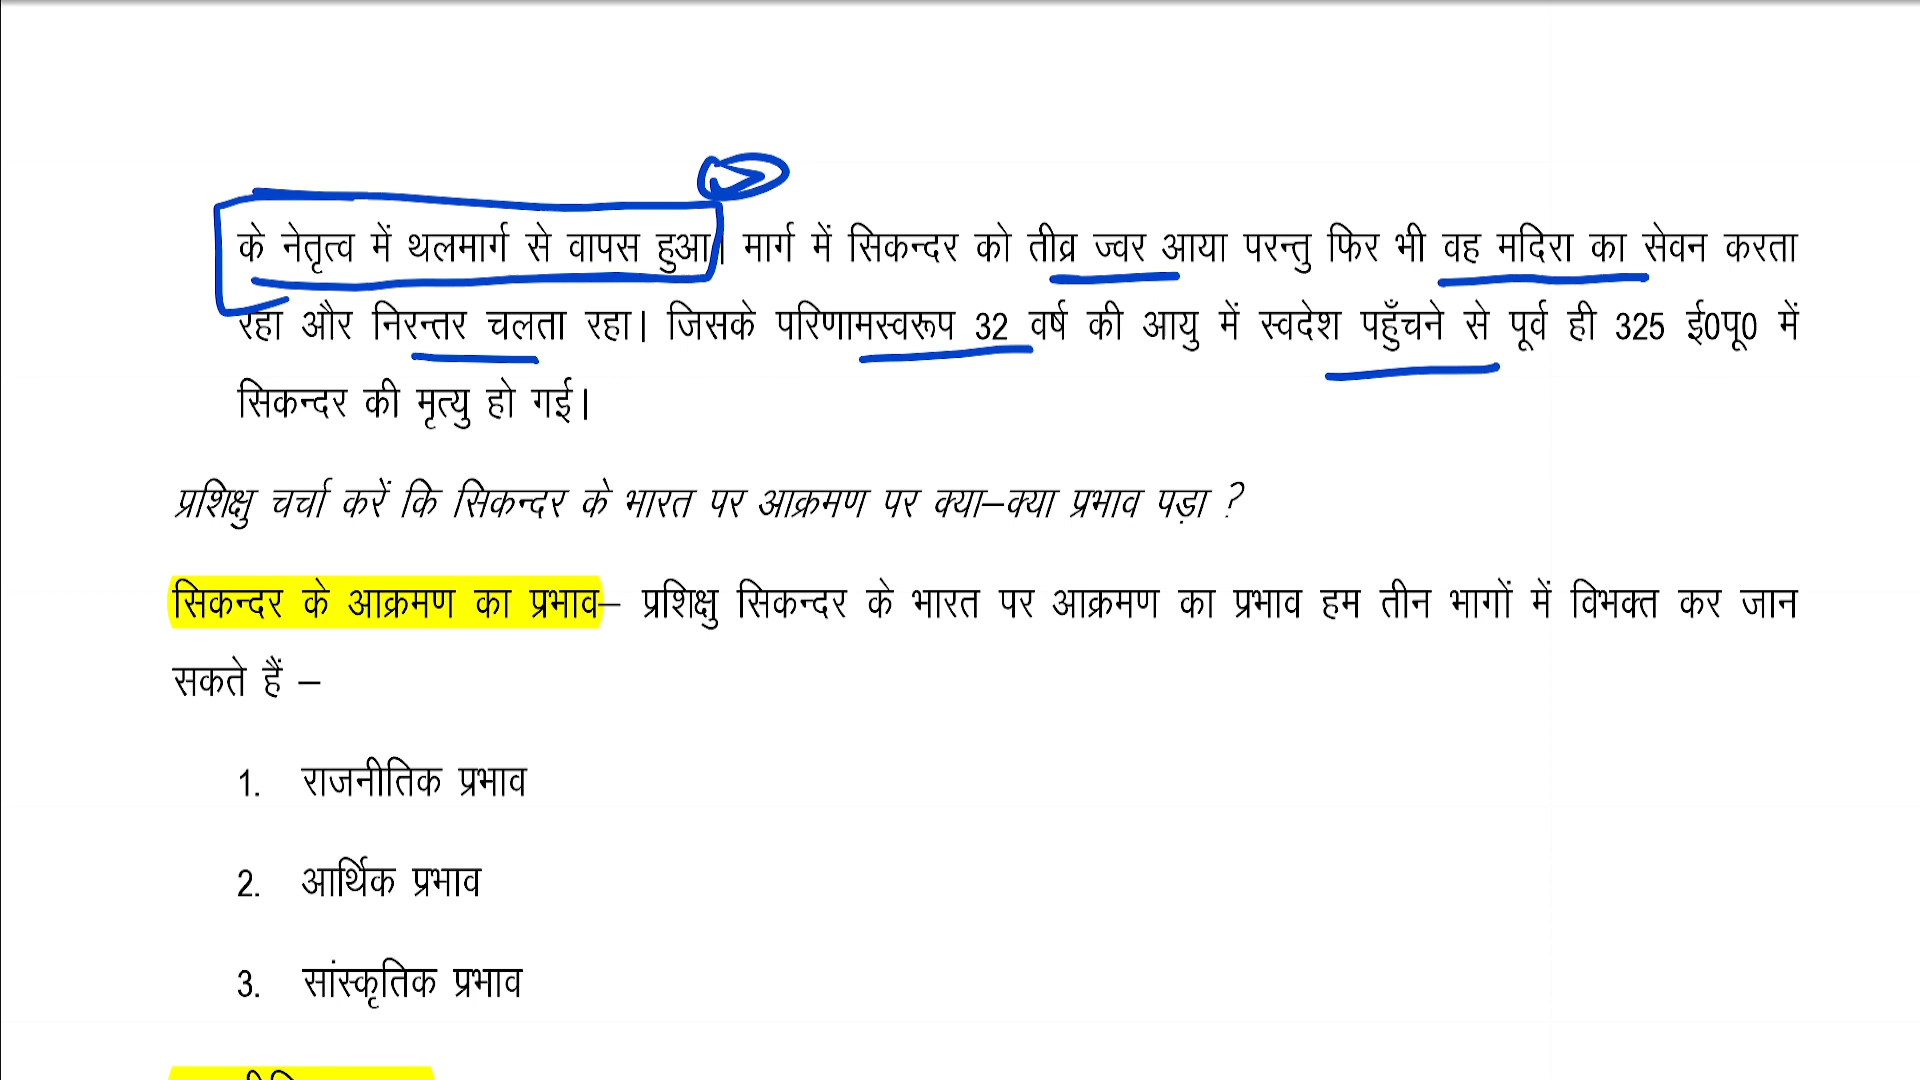 के नेतृत्व में थलमार्ग से वापस हुआ। मार्ग में सिकन्दर को तीव्र ज्वर आया परन्तु फिर भी वह मदिरा का सेवन करता
रहा और निरन्तर चलता रहा। जिसके परिणामस्वरूप 32 वर्ष की आयु में स्वदेश पहुँचने से पूर्व ही 325 ई0पू0 में
सिकन्दर की मृत्यु हो गई।
प्रशिक्षु चर्चा करें कि सिकन्दर के भारत पर आक्रमण पर क्या–क्या प्रभाव पड़ा ?
सिकन्दर के आक्रमण का प्रभाव– प्रशिक्षु सिकन्दर के भारत पर आक्रमण का प्रभाव हम तीन भागों में विभक्त कर जान
सकते हैं –
1. राजनीतिक प्रभाव
2. आर्थिक प्रभाव
3. सांस्कृतिक प्रभाव